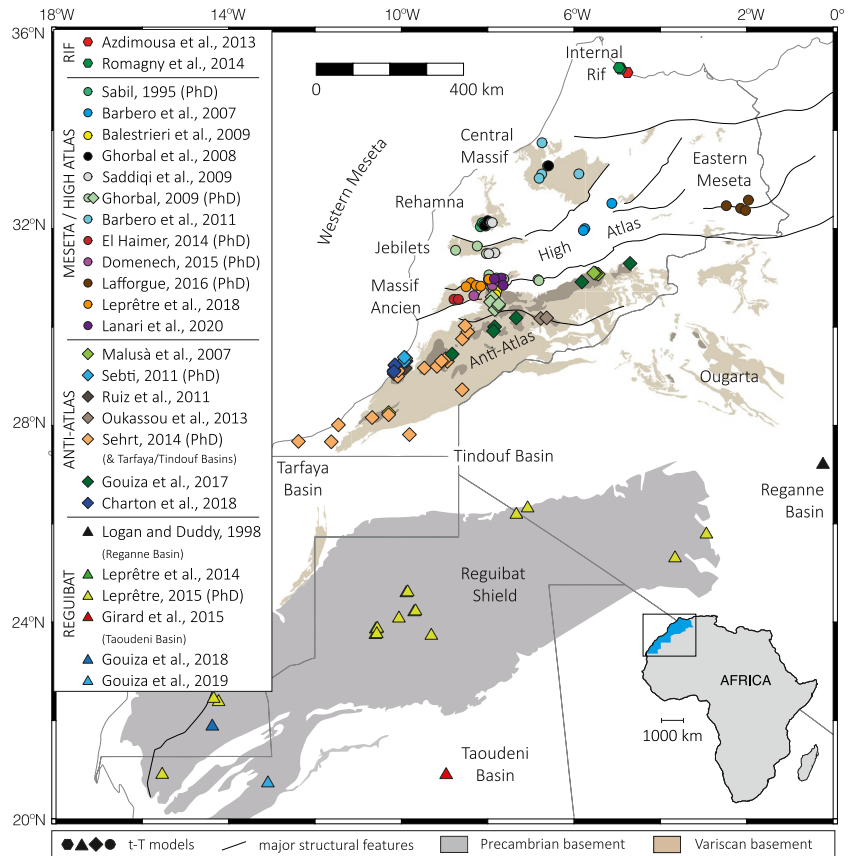 18°W 14°W 10°W 6°W 2°W 0°W
36°N
32°N
28°N
24°N
20°N
RIF
Azdimousa et al., 2013
Romagny et al., 2014
MESETA / HIGH ATLAS
Sabil, 1995 (PhD)
Barbero et al., 2007
Balestrieri et al., 2009
Ghorbal et al., 2008
Saddiqi et al., 2009
Ghorbal, 2009 (PhD)
Barbero et al., 2011
El Haimer, 2014 (PhD)
Domenech, 2015 (PhD)
Lafforgue, 2016 (PhD)
Leprêtre et al., 2018
Lanari et al., 2020
ANTI-ATLAS
Malusà et al., 2007
Sebti, 2011 (PhD)
Ruiz et al., 2011
Oukassou et al., 2013
Sehrt, 2014 (PhD)
(& Tarfaya/Tindouf Basins)
Gouiza et al., 2017
Charton et al., 2018
REGUIBAT
Logan and Duddy, 1998
(Reganne Basin)
Leprêtre et al., 2014
Leprêtre, 2015 (PhD)
Girard et al., 2015
(Taoudeni Basin)
Gouiza et al., 2018
Gouiza et al., 2019
0 400 km
Internal
Rif
Central
Massif
Western Meseta
Eastern
Meseta
Rehamna
Jebilets
High Atlas
Massif
Ancien
Anti-Atlas
Ougarta
Tarfaya
Basin
Tindouf Basin
Reganne
Basin
Reguibat
Shield
Taoudeni
Basin
AFRICA
1000 km
t-T models
major structural features
Precambrian basement
Variscan basement